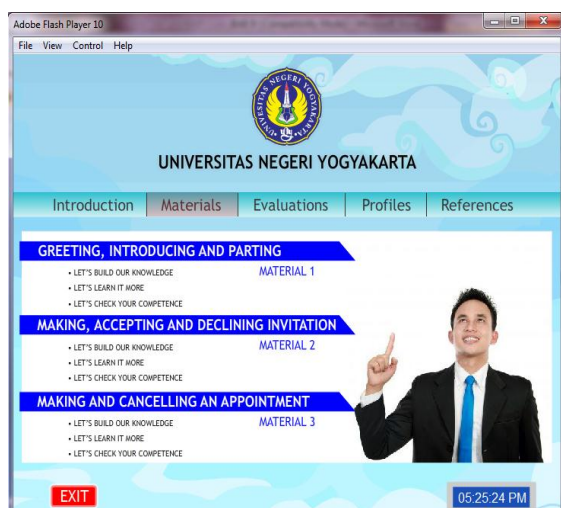 Adobe Flash Player 10
File View Control Help
UNIVERSITAS NEGERI YOGYAKARTA
UNIVERSITAS NEGERI YOGYAKARTA
Introduction Materials Evaluations Profiles References
GREETING, INTRODUCING AND PARTING
• LET'S BUILD OUR KNOWLEDGE MATERIAL 1
• LET'S LEARN IT MORE
• LET'S CHECK YOUR COMPETENCE
MAKING, ACCEPTING AND DECLINING INVITATION
• LET'S BUILD OUR KNOWLEDGE MATERIAL 2
• LET'S LEARN IT MORE
• LET'S CHECK YOUR COMPETENCE
MAKING AND CANCELLING AN APPOINTMENT
• LET'S BUILD OUR KNOWLEDGE MATERIAL 3
• LET'S LEARN IT MORE
• LET'S CHECK YOUR COMPETENCE
EXIT 05:25:24 PM